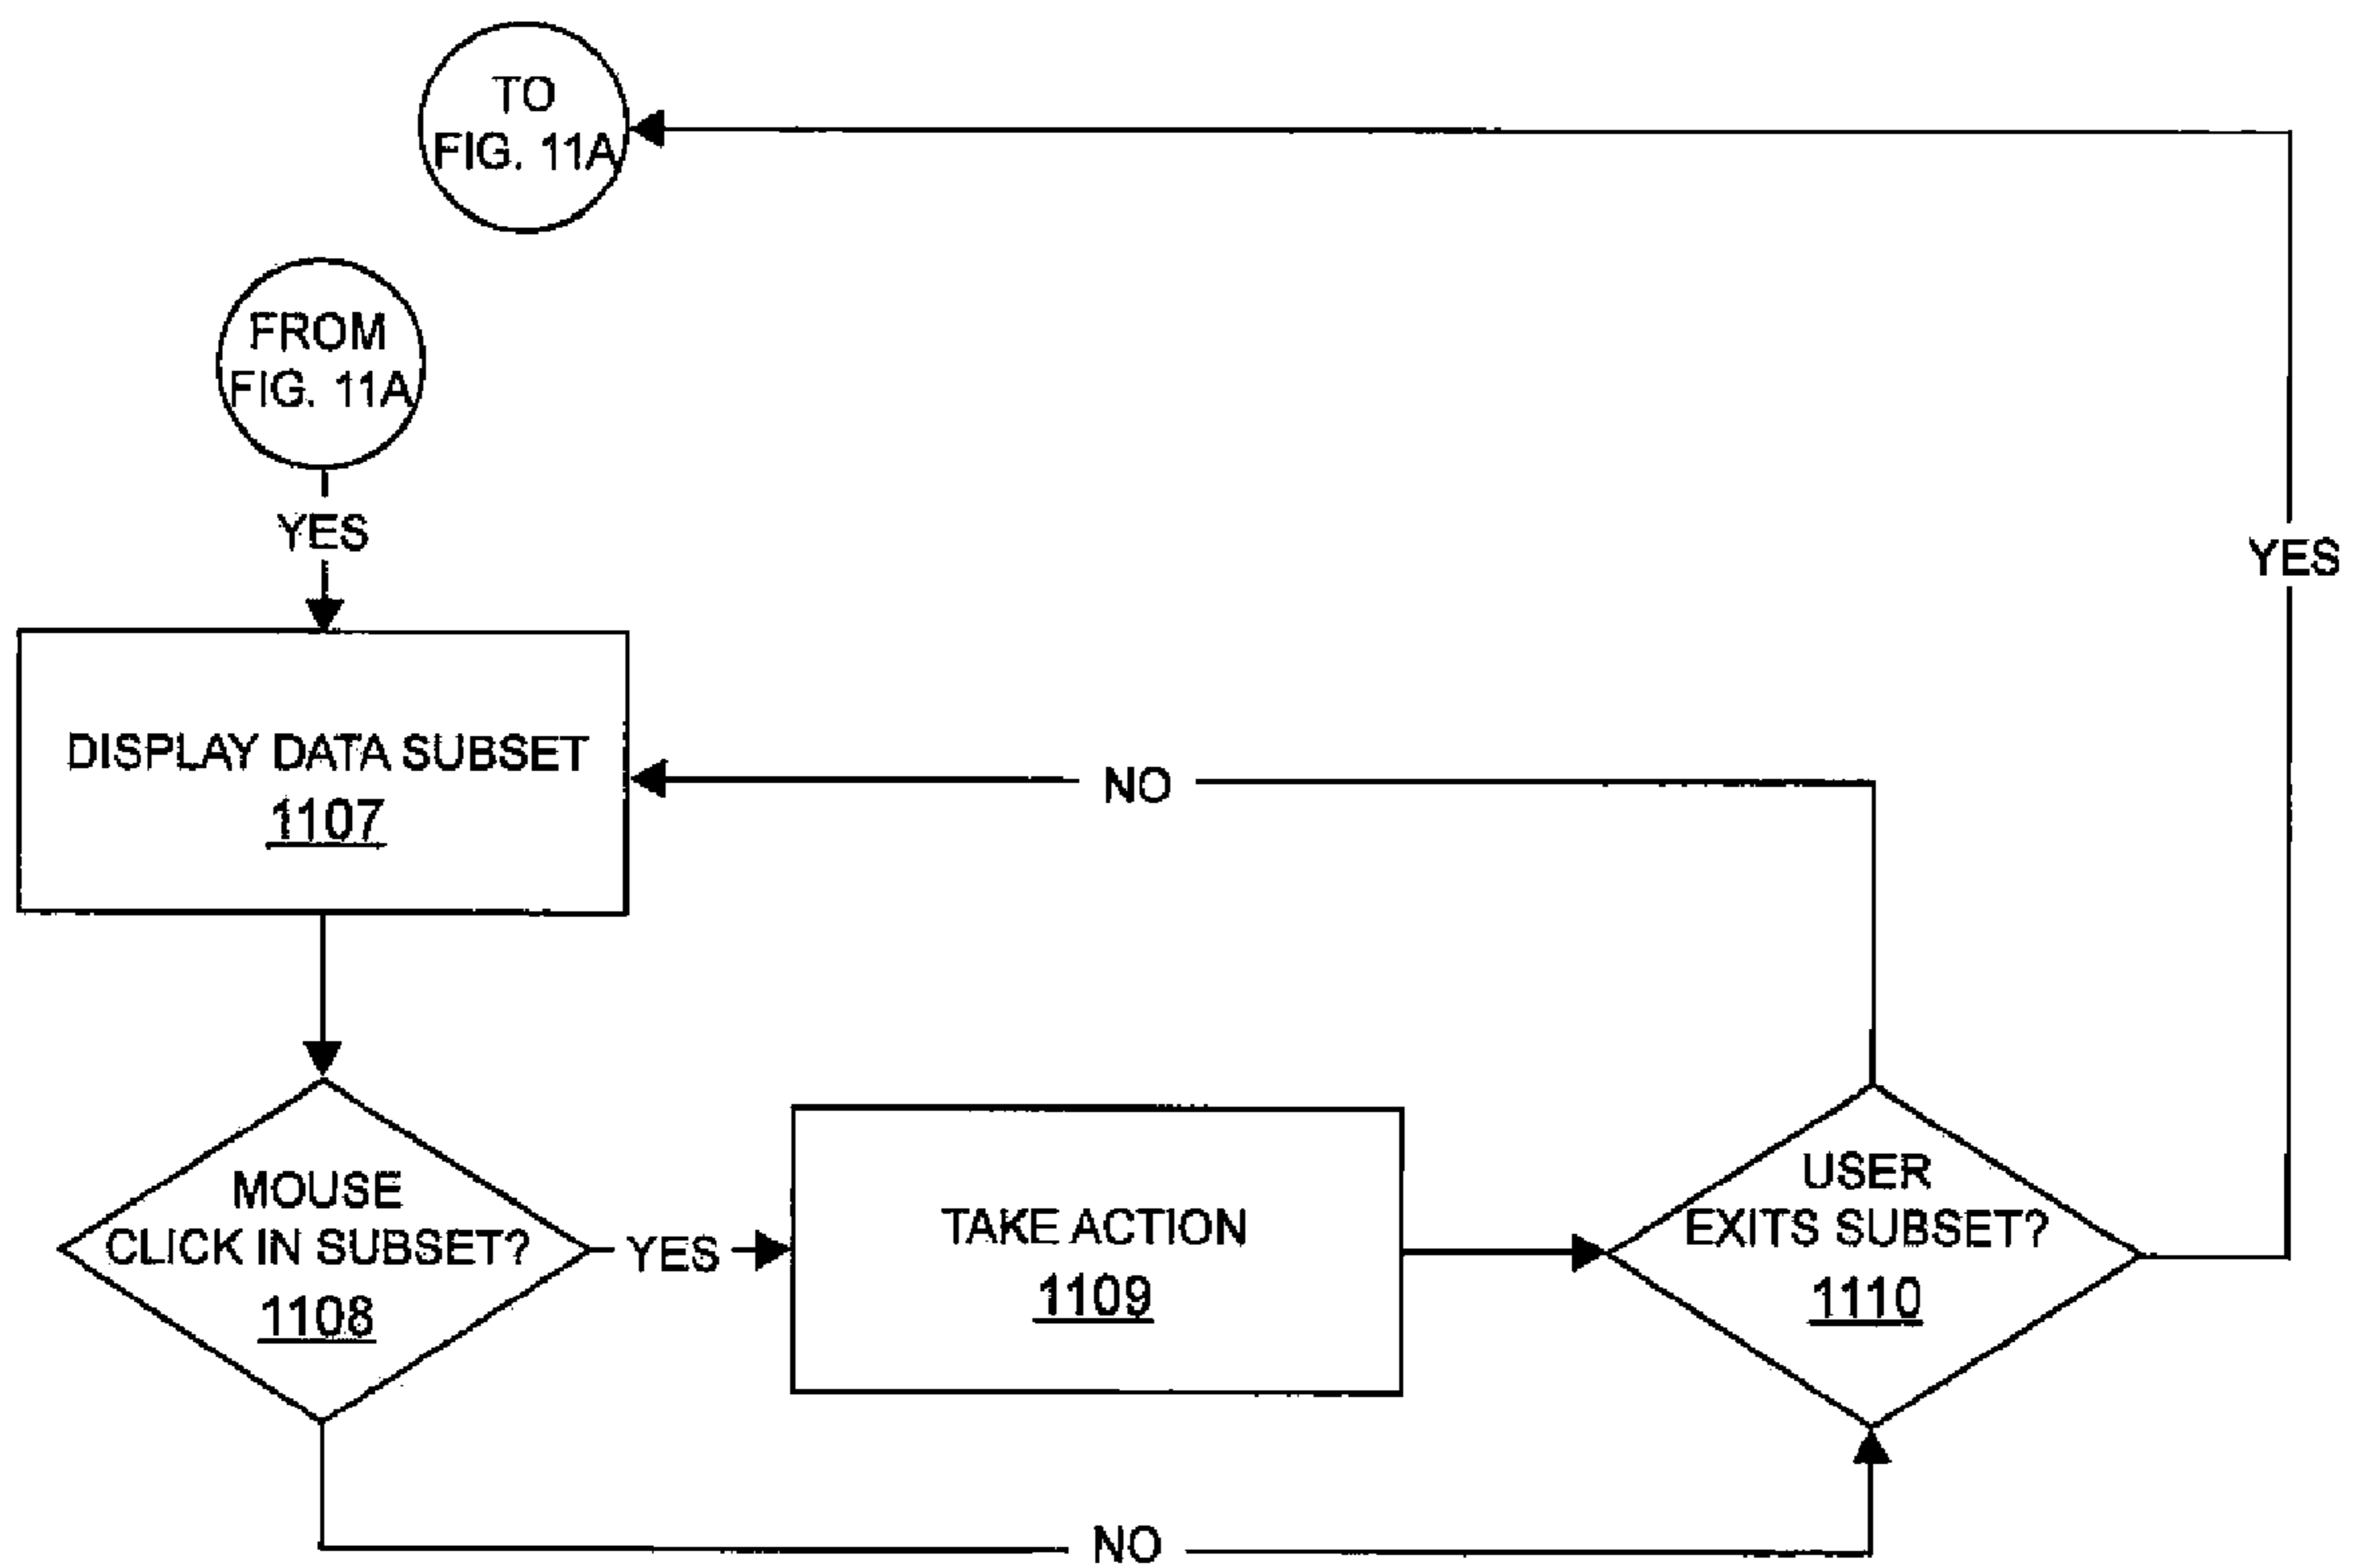 TO
FIG. 11A
FROM
FIG. 11A
YES
YES
DISPLAY DATA SUBSET
1107
NO
MOUSE
CLICK IN SUBSET?
1108
YES
TAKE ACTION
1109
USER
EXITS SUBSET?
1110
NO